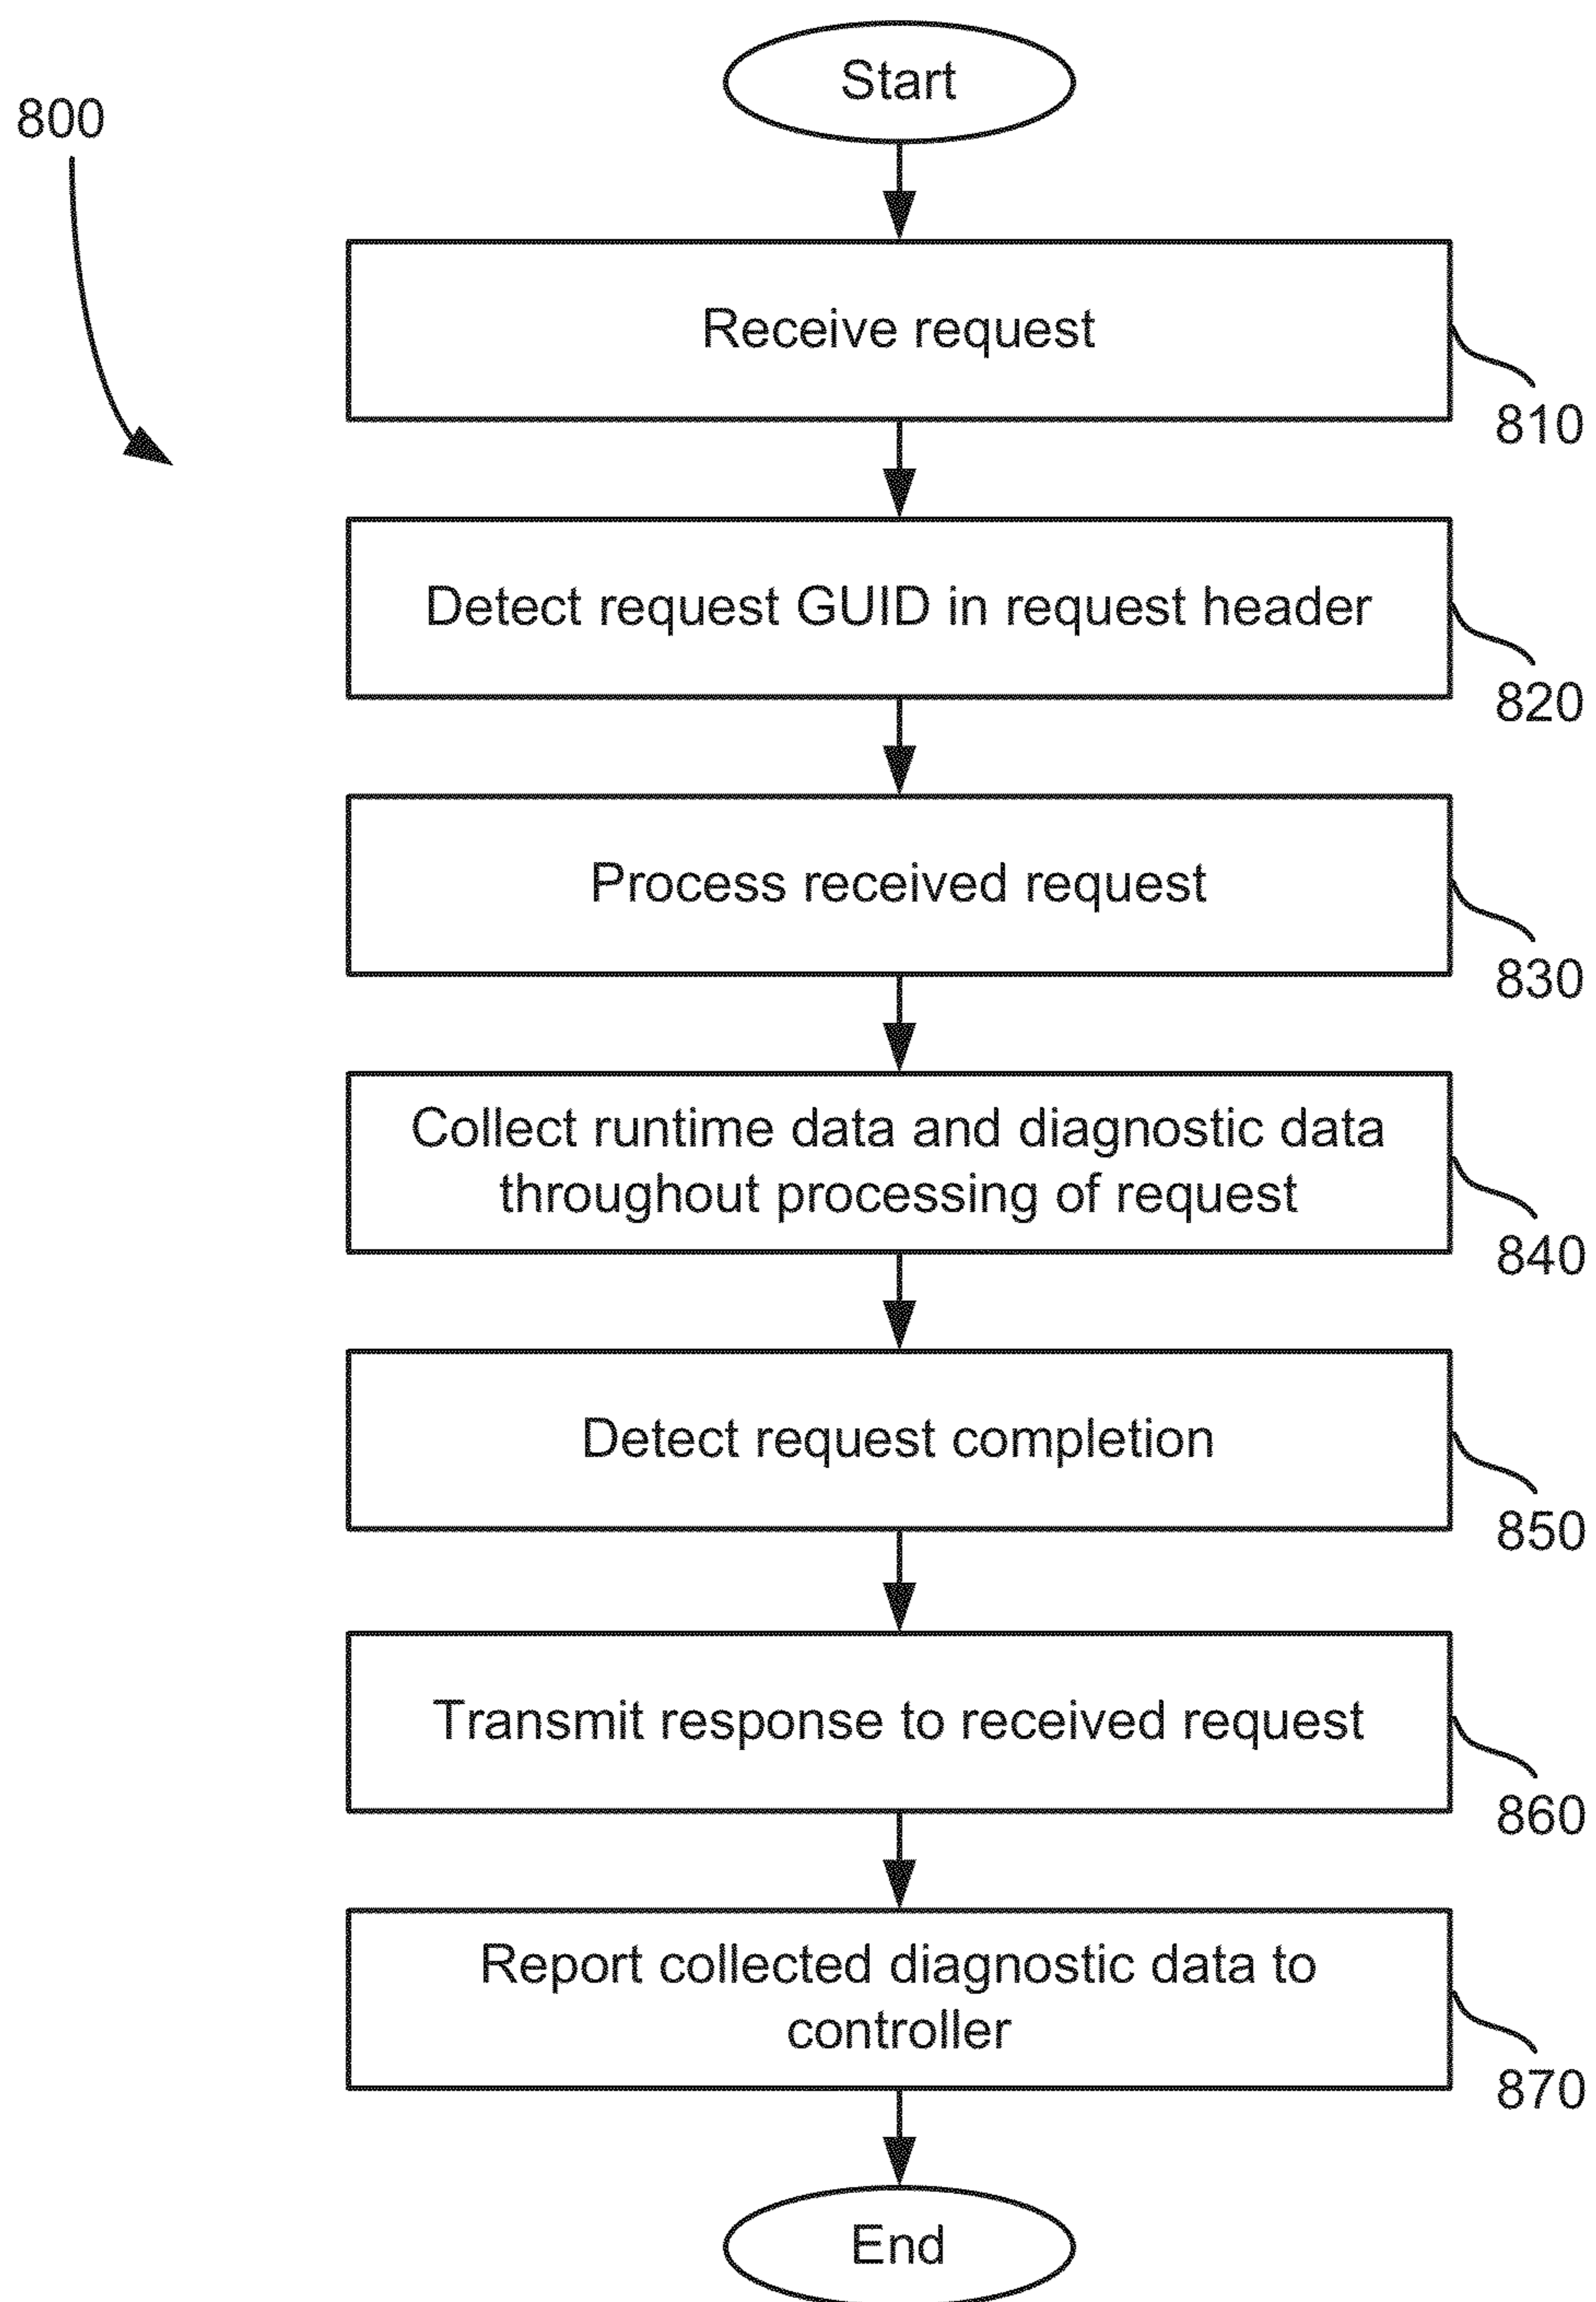 Start
800
Receive request
810
Detect request GUID in request header
820
Process received request
830
Collect runtime data and diagnostic data
throughout processing of request
840
Detect request completion
850
Transmit response to received request
860
Report collected diagnostic data to
controller
870
End